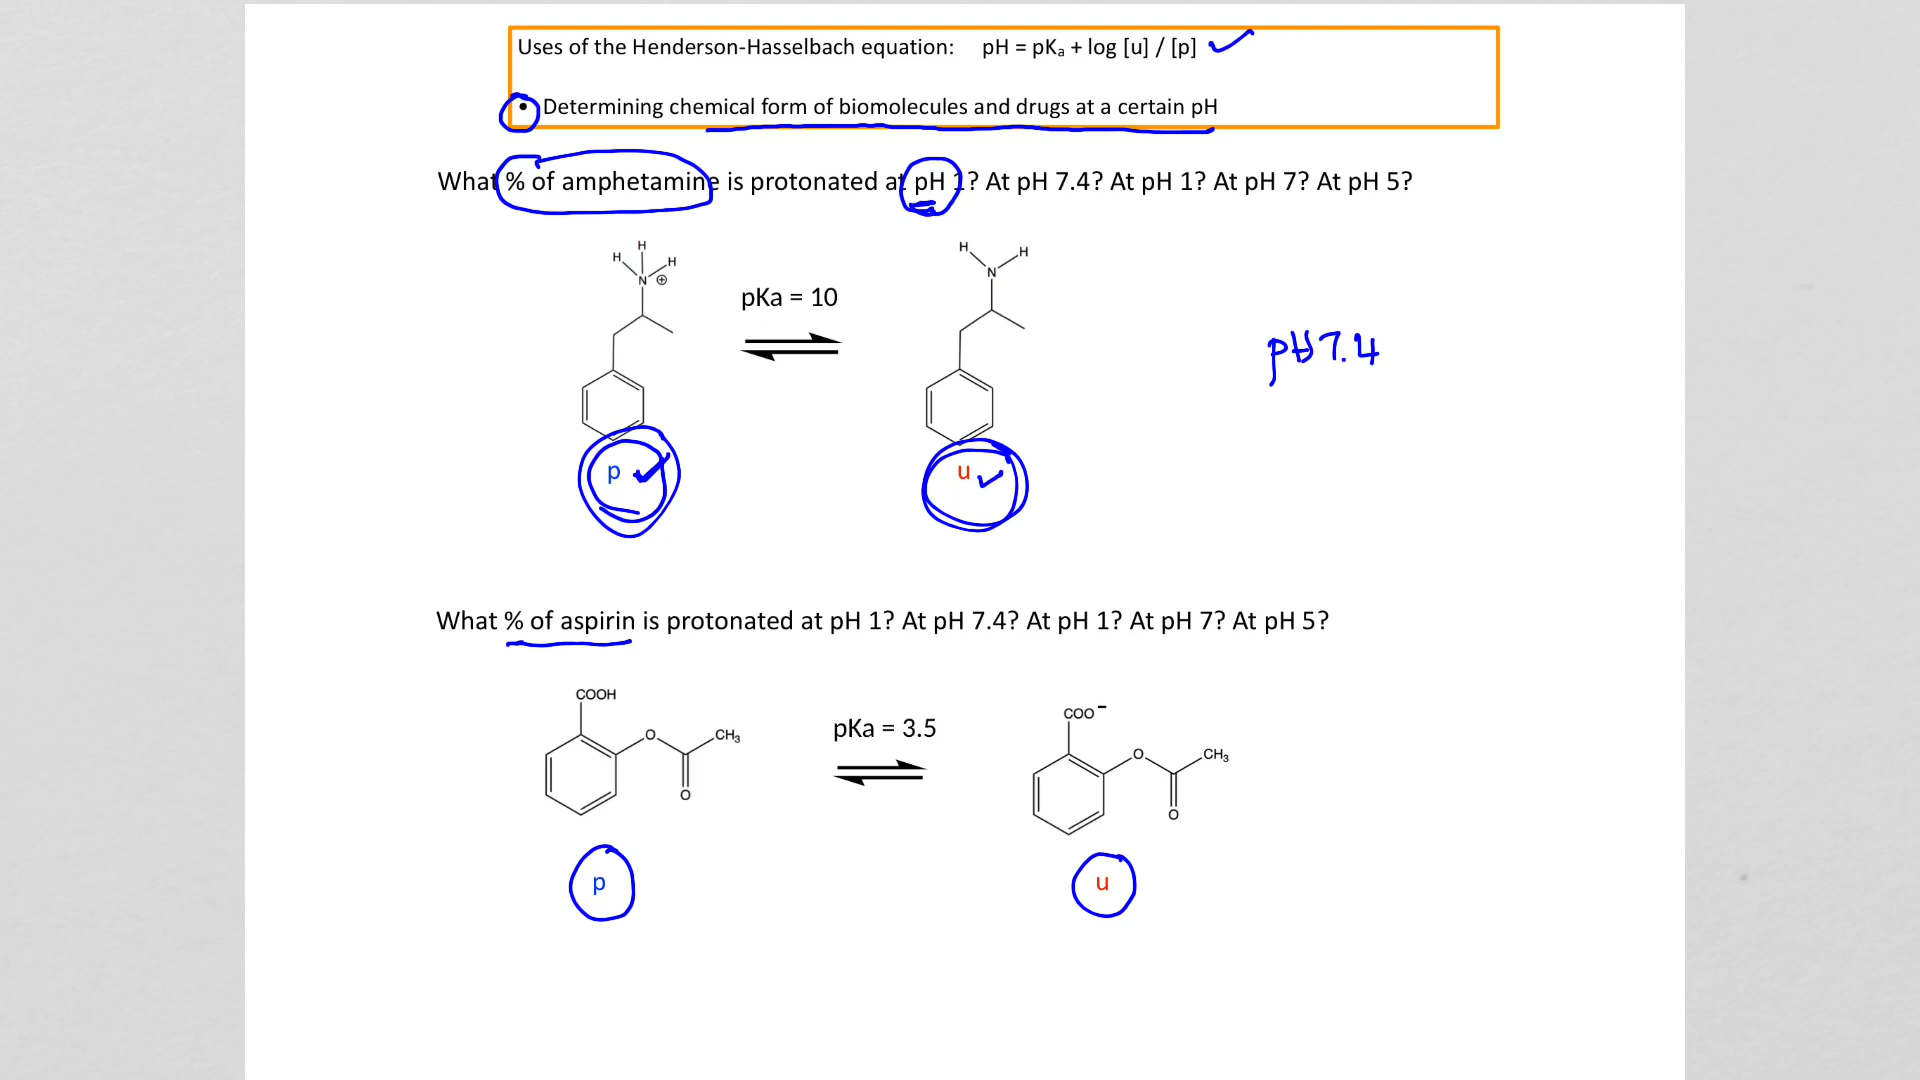 Uses of the Henderson-Hasselbach equation: pH = pKₐ + log [u] / [p]
• Determining chemical form of biomolecules and drugs at a certain pH
What % of amphetamine is protonated at pH 1? At pH 7.4? At pH 1? At pH 7? At pH 5?
H
H H
N ⊕
H H
N
pKa = 10
pH 7.4
p
u
What % of aspirin is protonated at pH 1? At pH 7.4? At pH 1? At pH 7? At pH 5?
COOH
O CH₃
O
pKa = 3.5
COO⁻
O CH₃
O
p
u